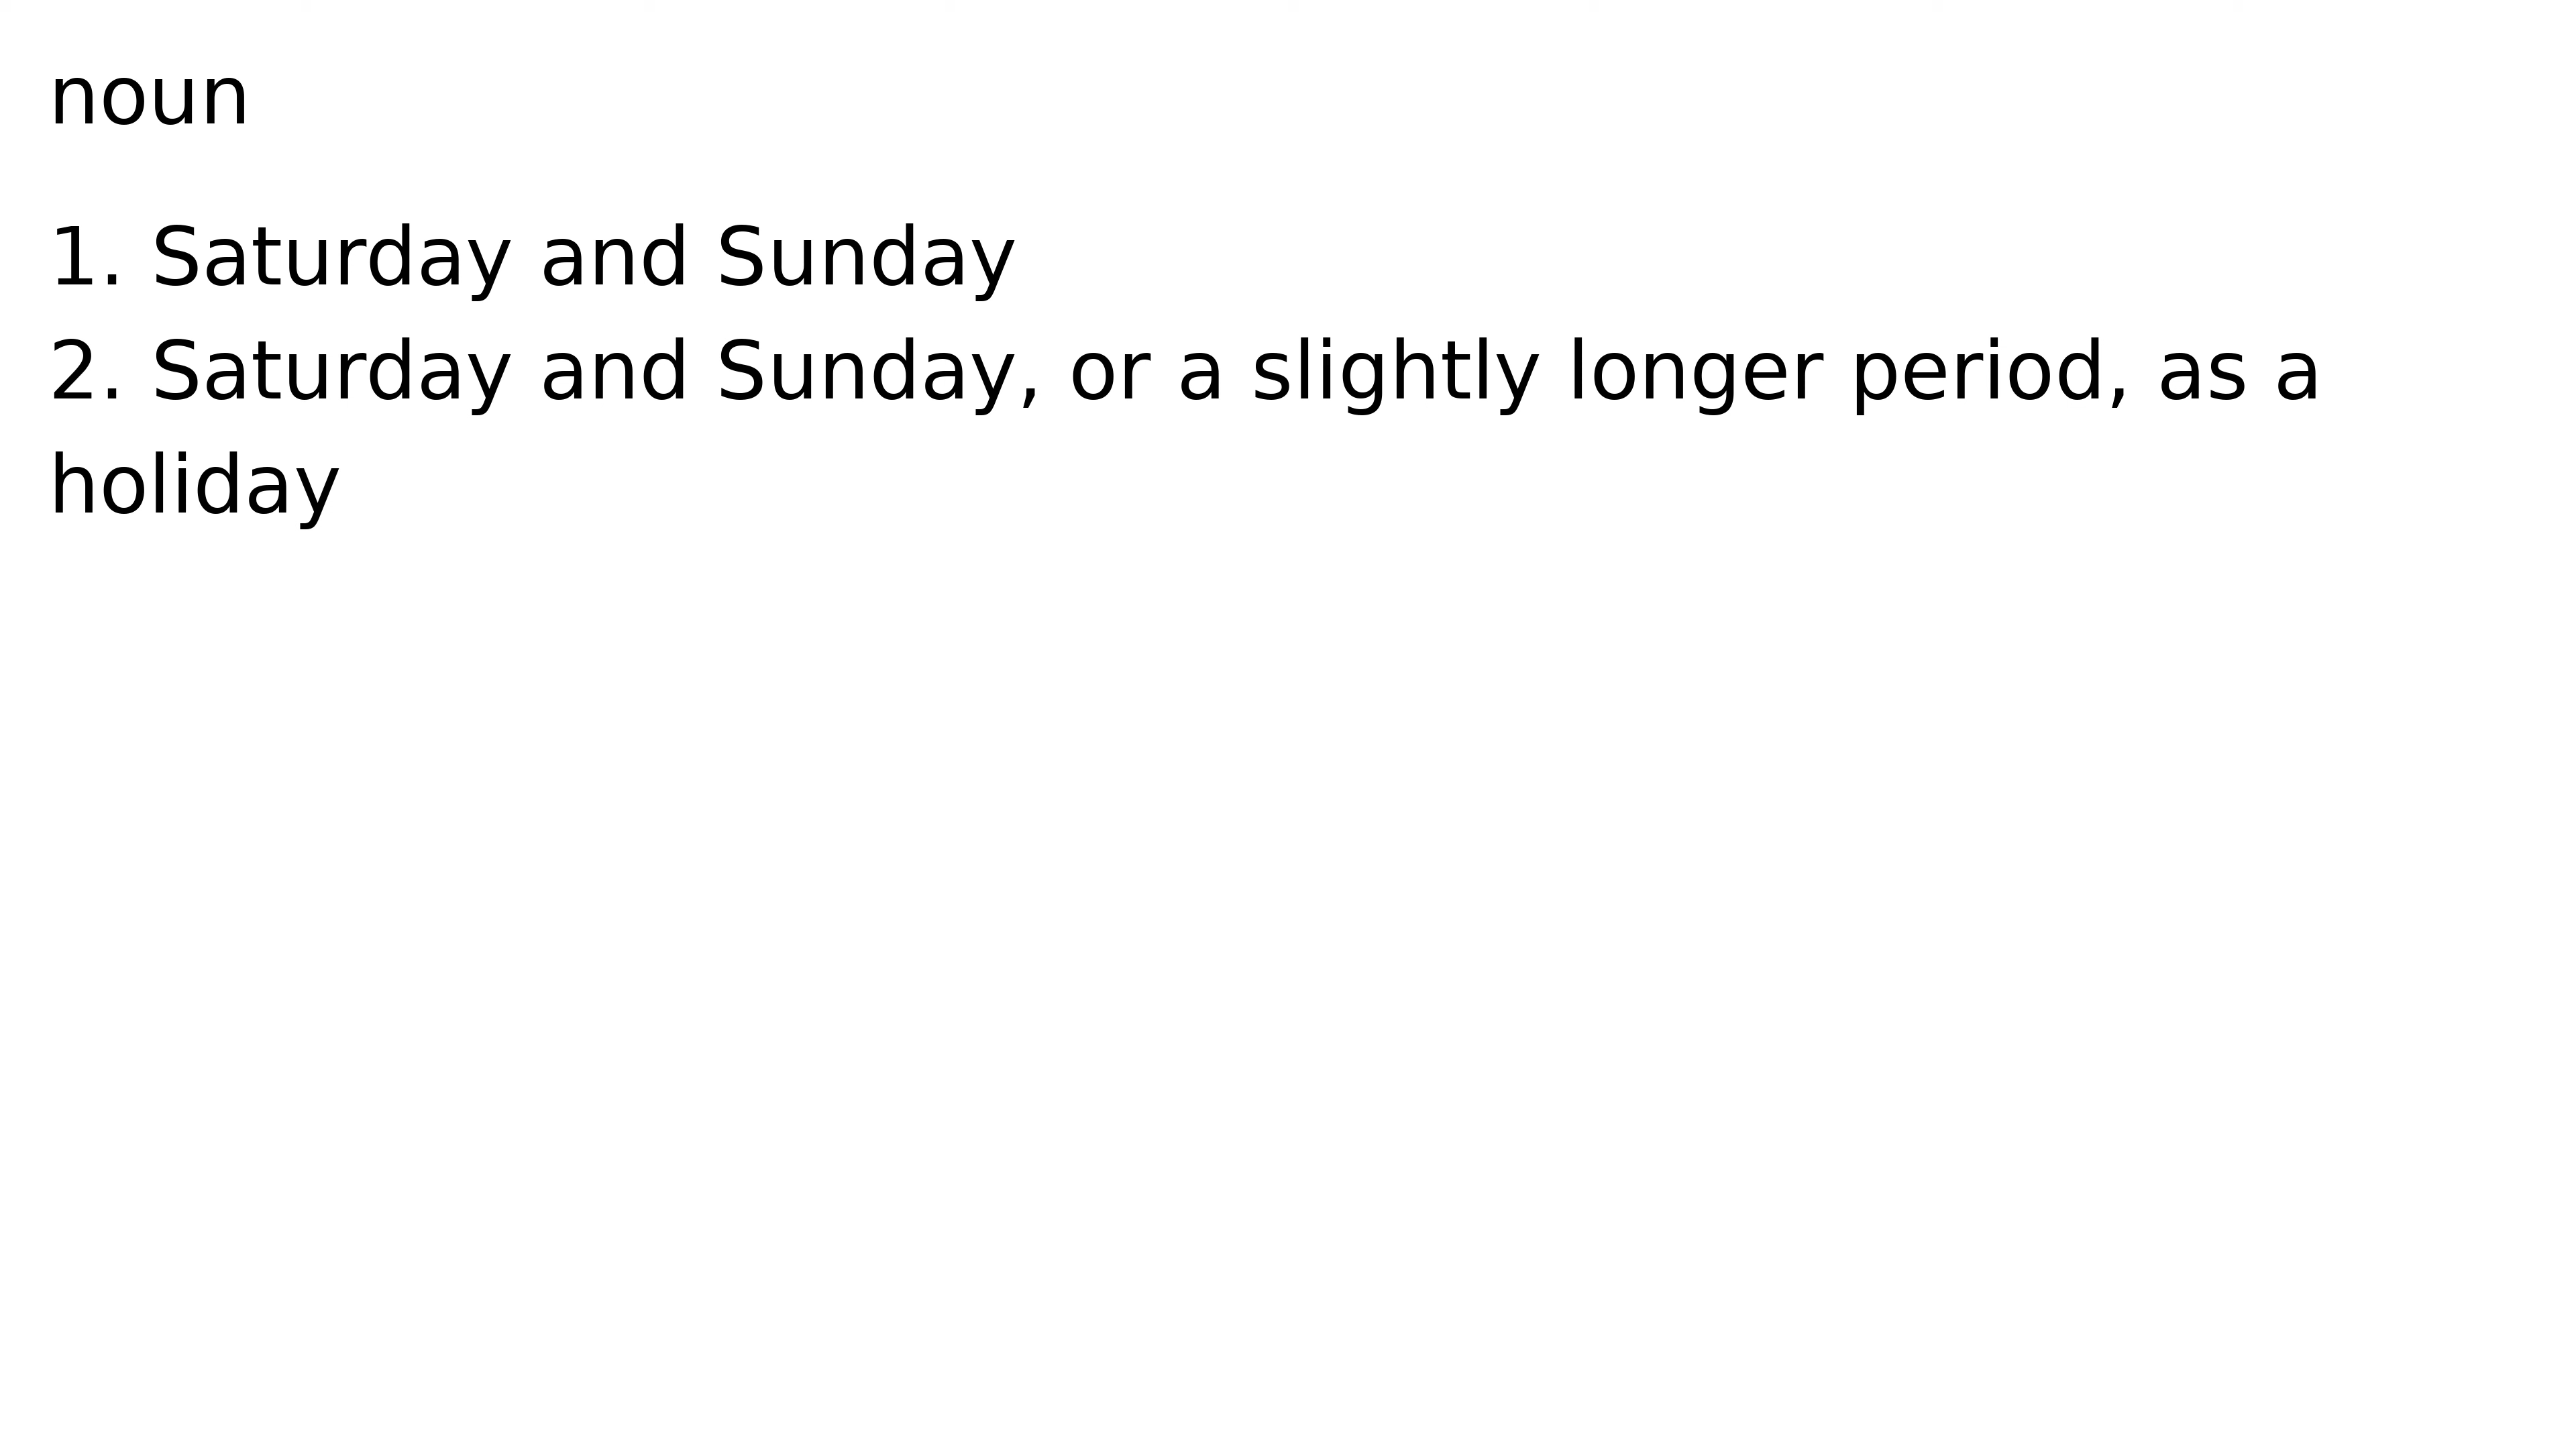 noun
1. Saturday and Sunday
2. Saturday and Sunday, or a slightly longer period, as a
holiday